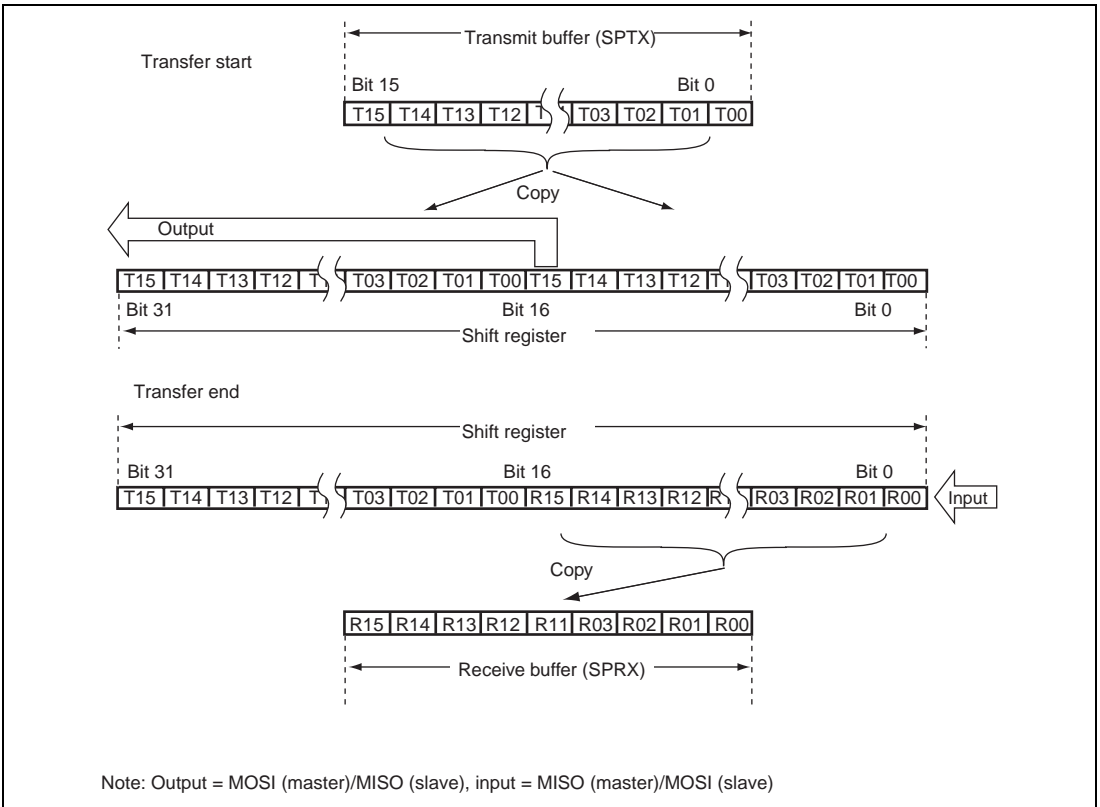 Transmit buffer (SPTX)
Transfer start
Bit 15 Bit 0
T15 T14 T13 T12 T03 T02 T01 T00
Copy
Output
T15 T14 T13 T12 T03 T02 T01 T00 T15 T14 T13 T12 T03 T02 T01 T00
Bit 31 Bit 16 Bit 0
Shift register
Transfer end
Shift register
Bit 31 Bit 16 Bit 0
T15 T14 T13 T12 T03 T02 T01 T00 R15 R14 R13 R12 R03 R02 R01 R00 Input
Copy
R15 R14 R13 R12 R11 R03 R02 R01 R00
Receive buffer (SPRX)
Note: Output = MOSI (master)/MISO (slave), input = MISO (master)/MOSI (slave)